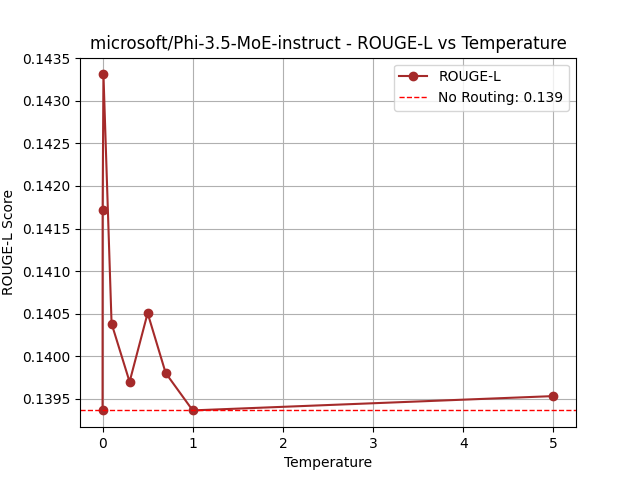 microsoft/Phi-3.5-MoE-instruct - ROUGE-L vs Temperature
ROUGE-L
No Routing: 0.139
ROUGE-L Score
0.1435
0.1430
0.1425
0.1420
0.1415
0.1410
0.1405
0.1400
0.1395
0 1 2 3 4 5
Temperature